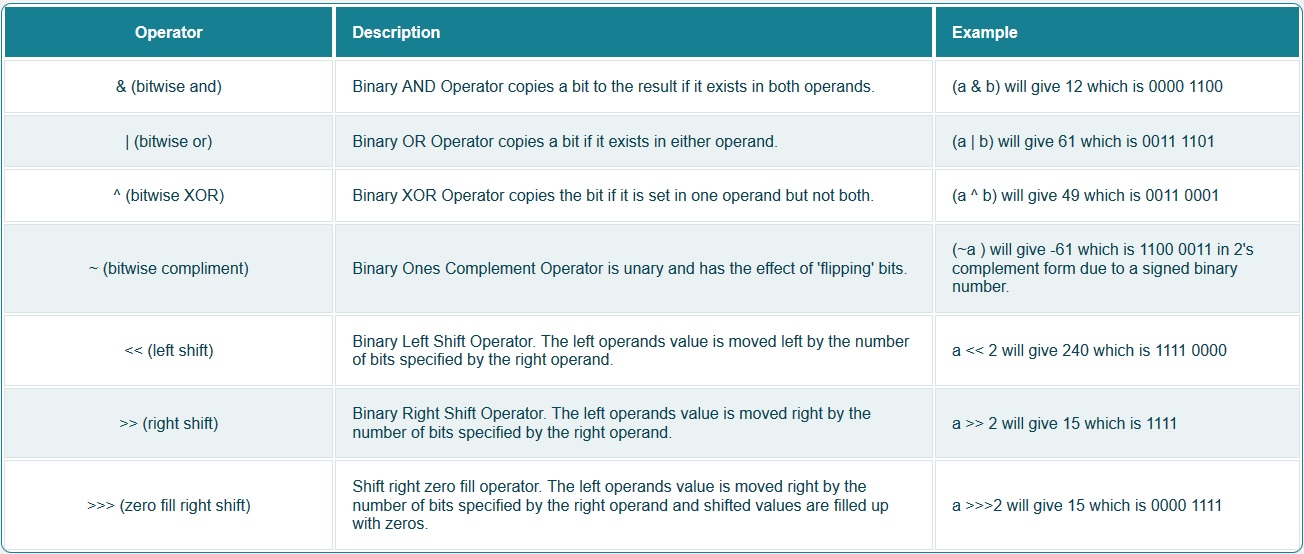 Operator Description Example
& (bitwise and) Binary AND Operator copies a bit to the result if it exists in both operands. (a & b) will give 12 which is 0000 1100
| (bitwise or) Binary OR Operator copies a bit if it exists in either operand. (a | b) will give 61 which is 0011 1101
^ (bitwise XOR) Binary XOR Operator copies the bit if it is set in one operand but not both. (a ^ b) will give 49 which is 0011 0001
~ (bitwise compliment) Binary Ones Complement Operator is unary and has the effect of 'flipping' bits.
(~a ) will give -61 which is 1100 0011 in 2's
complement form due to a signed binary
number.
<< (left shift)
Binary Left Shift Operator. The left operands value is moved left by the number
of bits specified by the right operand.
a << 2 will give 240 which is 1111 0000
>> (right shift)
Binary Right Shift Operator. The left operands value is moved right by the
number of bits specified by the right operand.
a >> 2 will give 15 which is 1111
>>> (zero fill right shift)
Shift right zero fill operator. The left operands value is moved right by the
number of bits specified by the right operand and shifted values are filled up
with zeros.
a >>>2 will give 15 which is 0000 1111